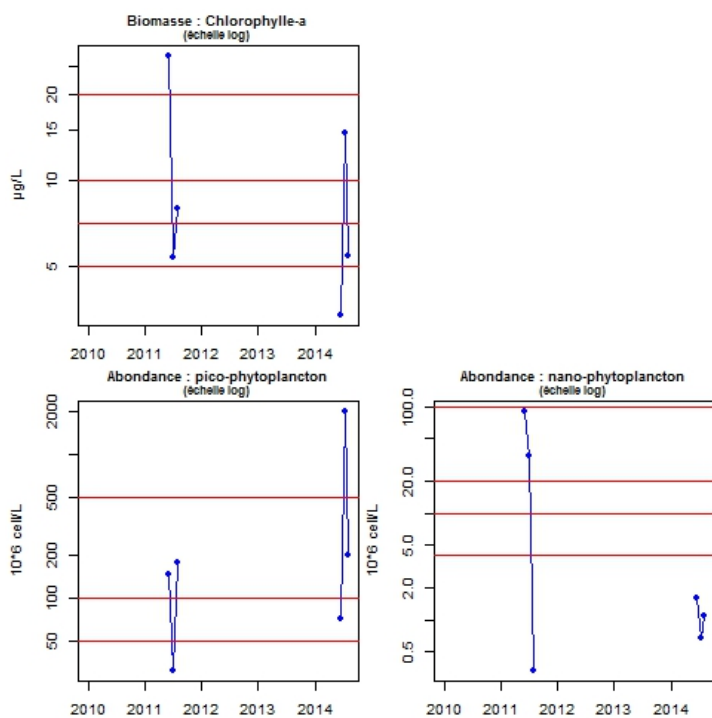 Biomasse : Chlorophylle-a
(échelle log)
µg/L
20
15
10
5
2010 2011 2012 2013 2014
Abondance : pico-phytoplancton
(échelle log)
10*6 cell/L
2000
500
200
100
50
2010 2011 2012 2013 2014
Abondance : nano-phytoplancton
(échelle log)
10*6 cell/L
100.0
20.0
5.0
2.0
0.5
2010 2011 2012 2013 2014